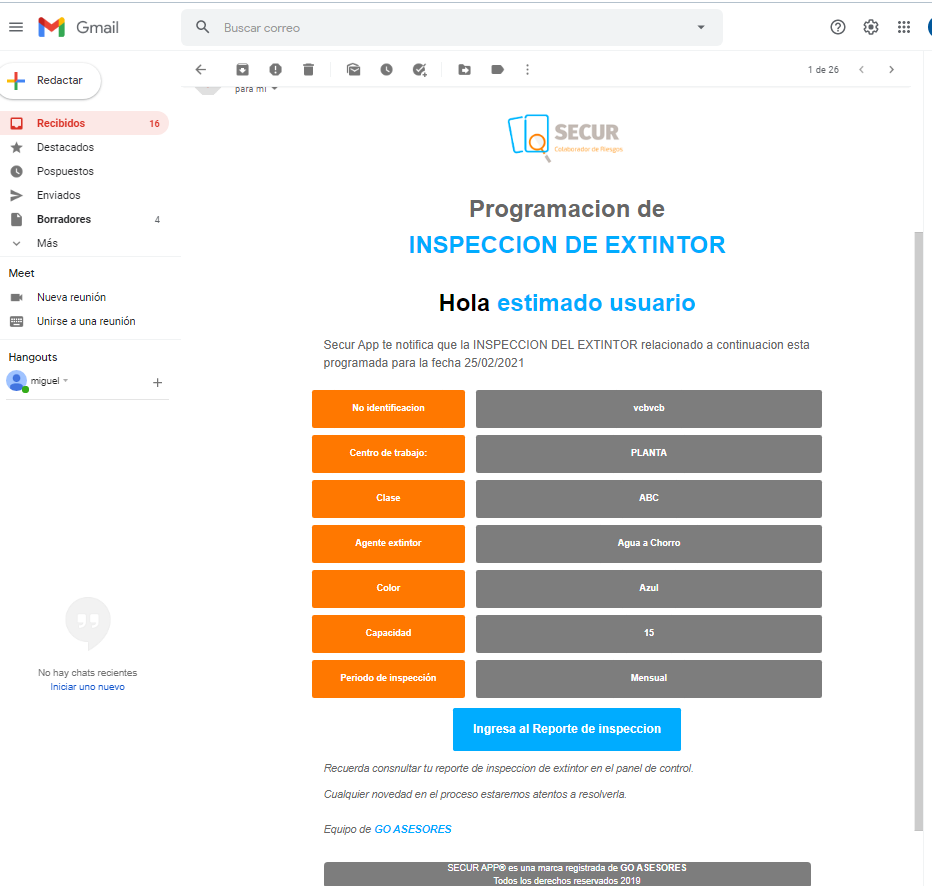 Gmail
Buscar correo
Redactar
1 de 26
para mí
Recibidos 16
Destacados
Pospuestos
Enviados
Borradores 4
Más
Meet
Nueva reunión
Unirse a una reunión
Hangouts
miguel
No hay chats recientes
Iniciar uno nuevo
SECUR
Colaborador de Riesgos
Programacion de
INSPECCION DE EXTINTOR
Hola estimado usuario
Secur App te notifica que la INSPECCION DEL EXTINTOR relacionado a continuacion esta
programada para la fecha 25/02/2021
No identificacion vcbvcb
Centro de trabajo: PLANTA
Clase ABC
Agente extintor Agua a Chorro
Color Azul
Capacidad 15
Periodo de inspección Mensual
Ingresa al Reporte de inspeccion
Recuerda consnultar tu reporte de inspeccion de extintor en el panel de control.
Cualquier novedad en el proceso estaremos atentos a resolverla.
Equipo de GO ASESORES
SECUR APP® es una marca registrada de GO ASESORES
Todos los derechos reservados 2019